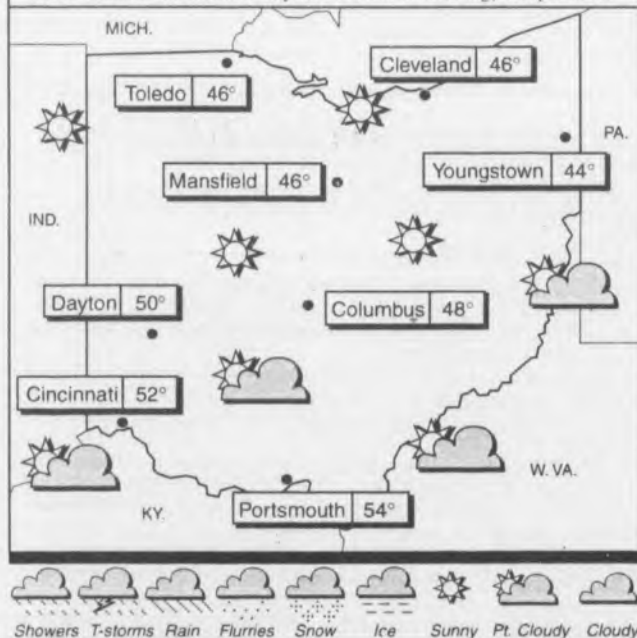 MICH.
Cleveland 46°
Toledo 46°
PA.
Youngstown 44°
Mansfield 46°
IND.
Dayton 50°
Columbus 48°
Cincinnati 52°
W. VA.
KY.
Portsmouth 54°
Showers T-storms Rain Flurries Snow Ice Sunny Pt. Cloudy Cloudy